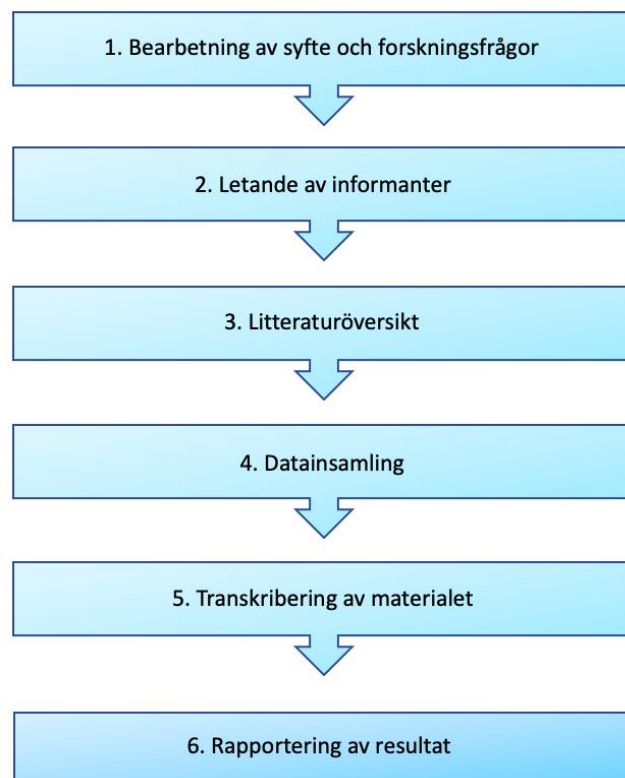 1. Bearbetning av syfte och forskningsfrågor
2. Letande av informanter
3. Litteraturöversikt
4. Datainsamling
5. Transkribering av materialet
6. Rapportering av resultat